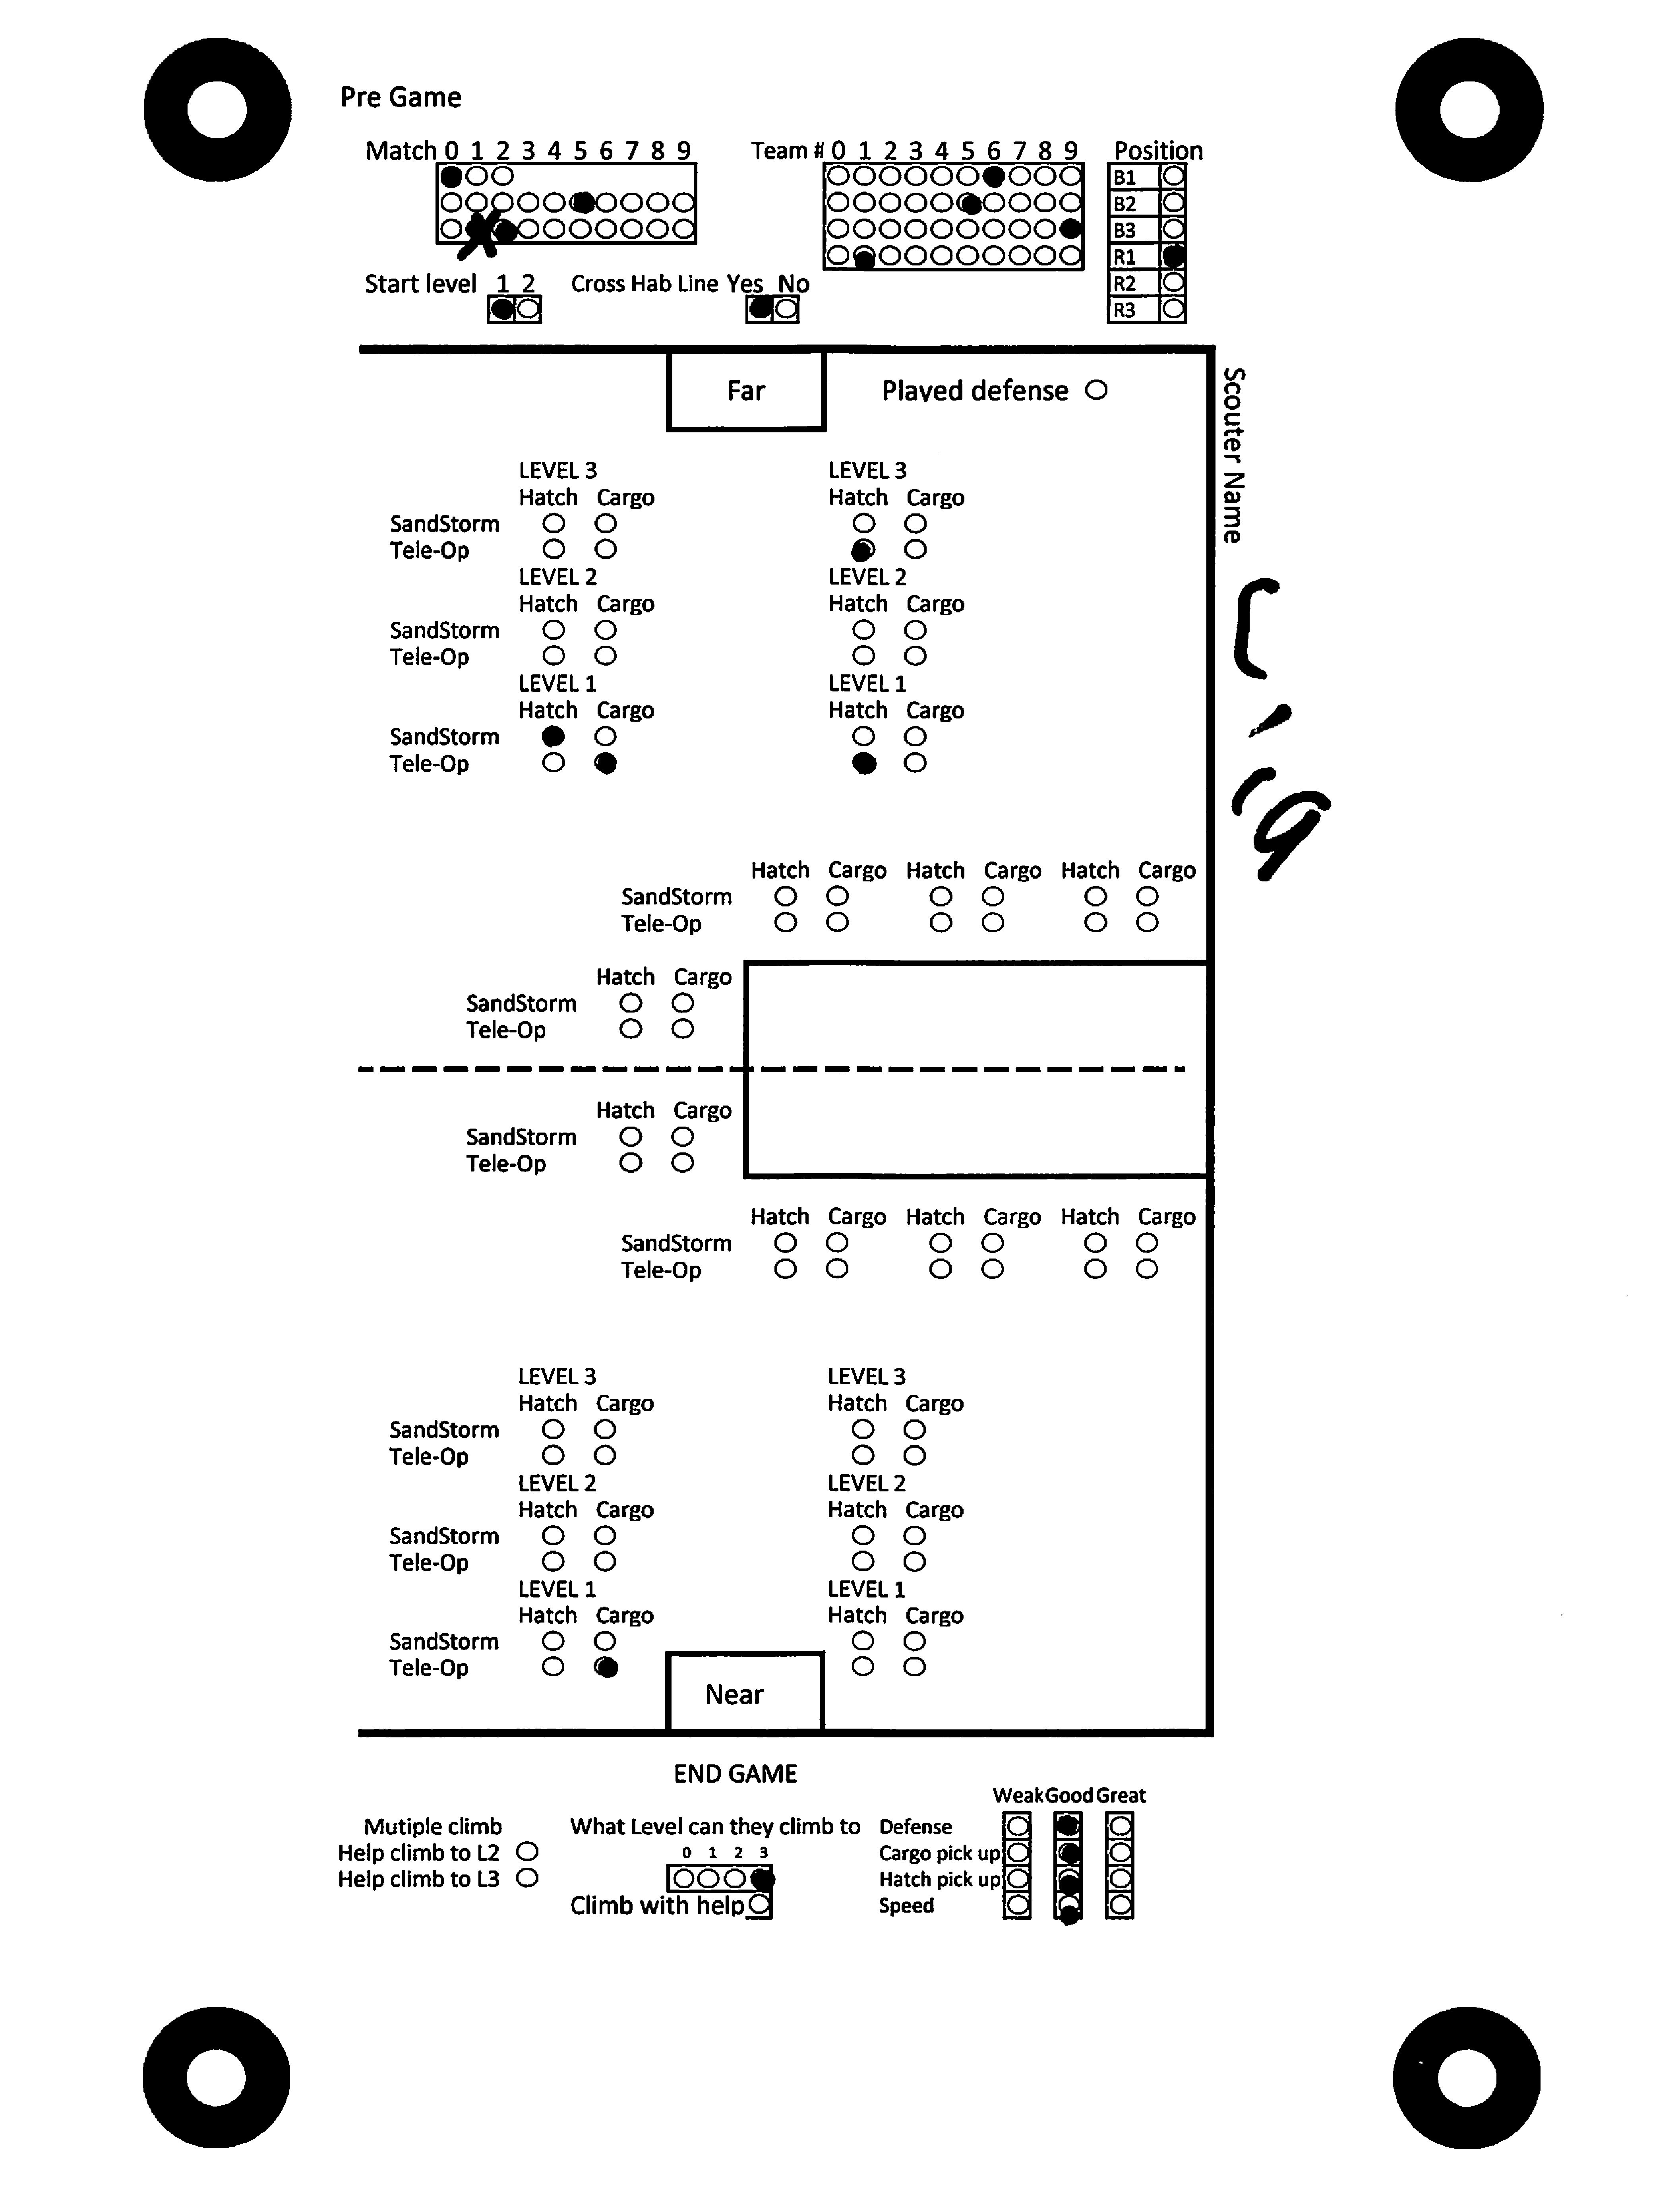 Pre Game
Match 0 1 2 3 4 5 6 7 8 9
Team # 0 1 2 3 4 5 6 7 8 9
Position
B1
B2
B3
R1
R2
R3
Start level 1 2
Cross Hab Line Yes No
Far
Played defense
Scouter Name
LEVEL 3 LEVEL 3
Hatch Cargo Hatch Cargo
SandStorm
Tele-Op
LEVEL 2 LEVEL 2
Hatch Cargo Hatch Cargo
SandStorm
Tele-Op
LEVEL 1 LEVEL 1
Hatch Cargo Hatch Cargo
SandStorm
Tele-Op
Hatch Cargo Hatch Cargo Hatch Cargo
SandStorm
Tele-Op
Hatch Cargo
SandStorm
Tele-Op
Hatch Cargo
SandStorm
Tele-Op
Hatch Cargo Hatch Cargo Hatch Cargo
SandStorm
Tele-Op
LEVEL 3 LEVEL 3
Hatch Cargo Hatch Cargo
SandStorm
Tele-Op
LEVEL 2 LEVEL 2
Hatch Cargo Hatch Cargo
SandStorm
Tele-Op
LEVEL 1 LEVEL 1
Hatch Cargo Hatch Cargo
SandStorm
Tele-Op
Near
END GAME
Mutiple climb
Help climb to L2
Help climb to L3
What Level can they climb to
0 1 2 3
Climb with help
Weak Good Great
Defense
Cargo pick up
Hatch pick up
Speed